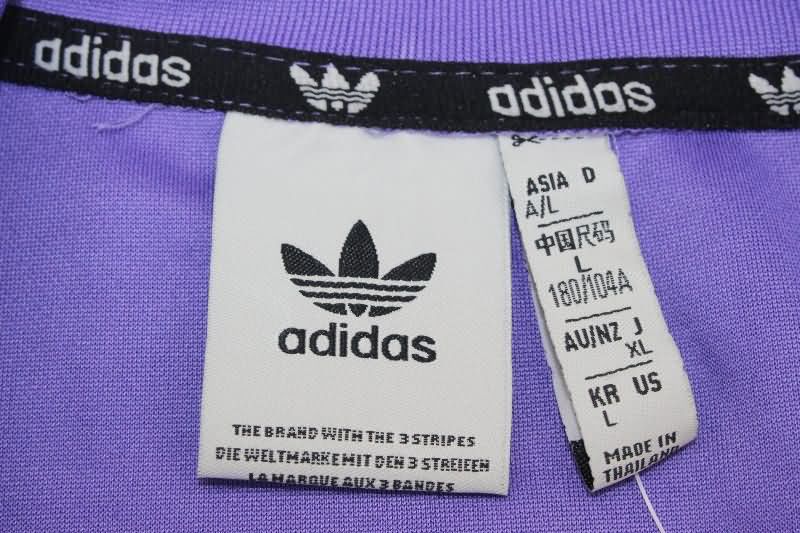 adidas adidas
adidas
THE BRAND WITH THE 3 STRIPES
DIE WELTMARKE MIT DEN 3 STREIEEN
LA MARQUE AUX 3 BANDES
ASIA D
A/L
中国尺码
L
180/104A
AU/NZ J
XL
KR US
L
MADE IN
THAILAND